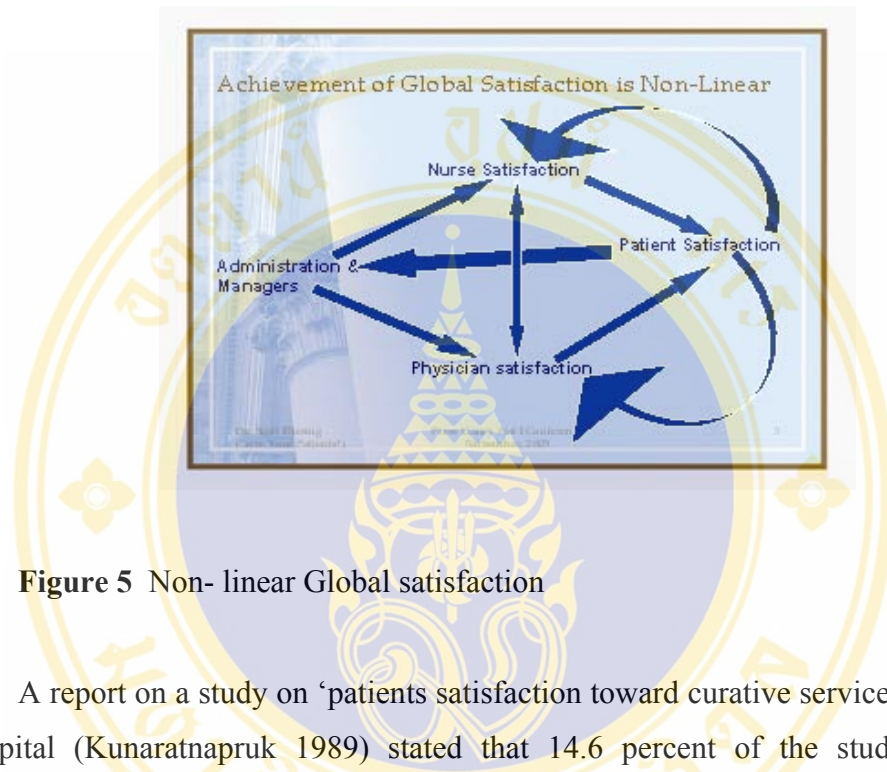 Achievement of Global Satisfaction is Non-Linear
Nurse Satisfaction
Patient Satisfaction
Administration &
Managers
Physician satisfaction
3
Figure 5 Non- linear Global satisfaction
A report on a study on ‘patients satisfaction toward curative service
pital (Kunaratnapruk 1989) stated that 14.6 percent of the stud